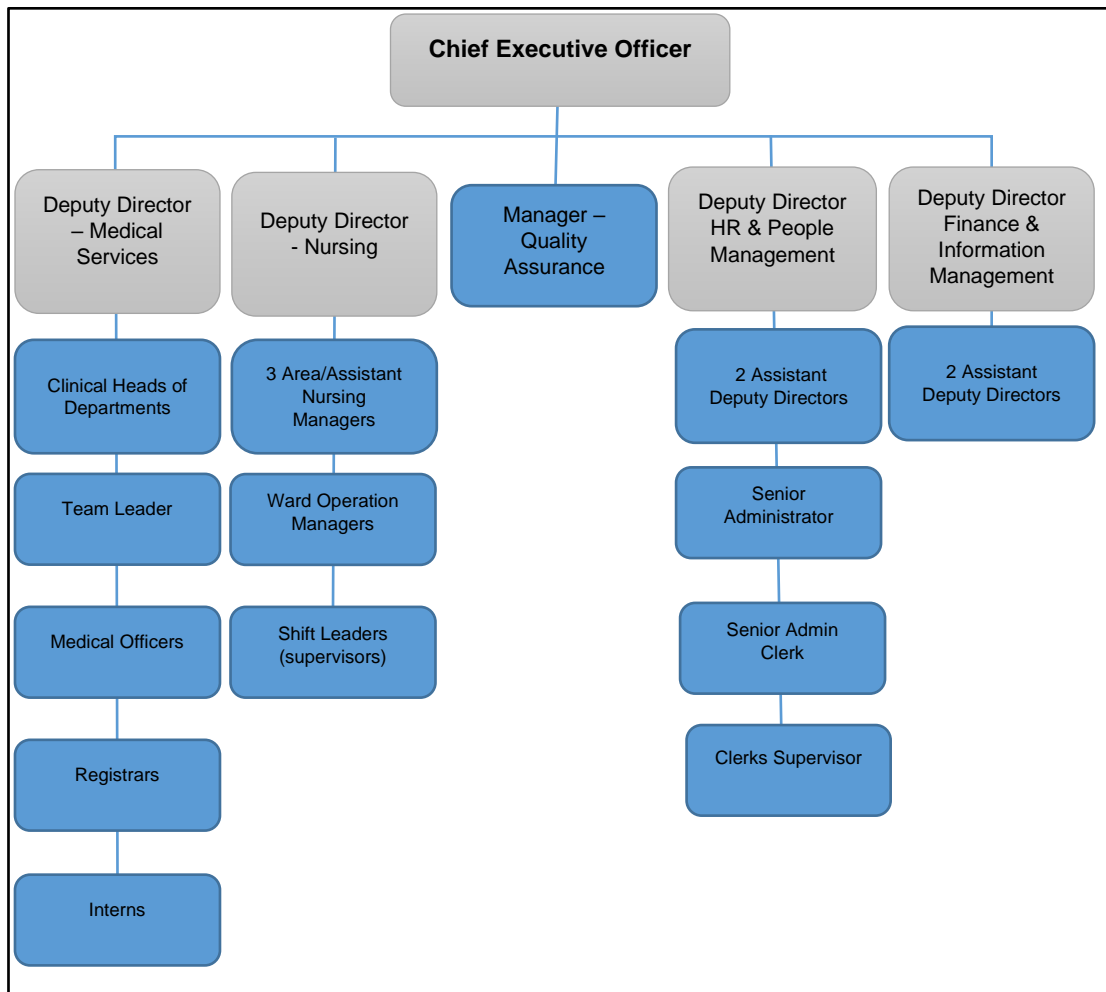 Chief Executive Officer
Deputy Director
– Medical
Services
Deputy Director
- Nursing
Manager –
Quality
Assurance
Deputy Director
HR & People
Management
Deputy Director
Finance &
Information
Management
Clinical Heads of
Departments
3 Area/Assistant
Nursing
Managers
2 Assistant
Deputy Directors
2 Assistant
Deputy Directors
Team Leader
Ward Operation
Managers
Senior
Administrator
Medical Officers
Shift Leaders
(supervisors)
Senior Admin
Clerk
Registrars
Clerks Supervisor
Interns